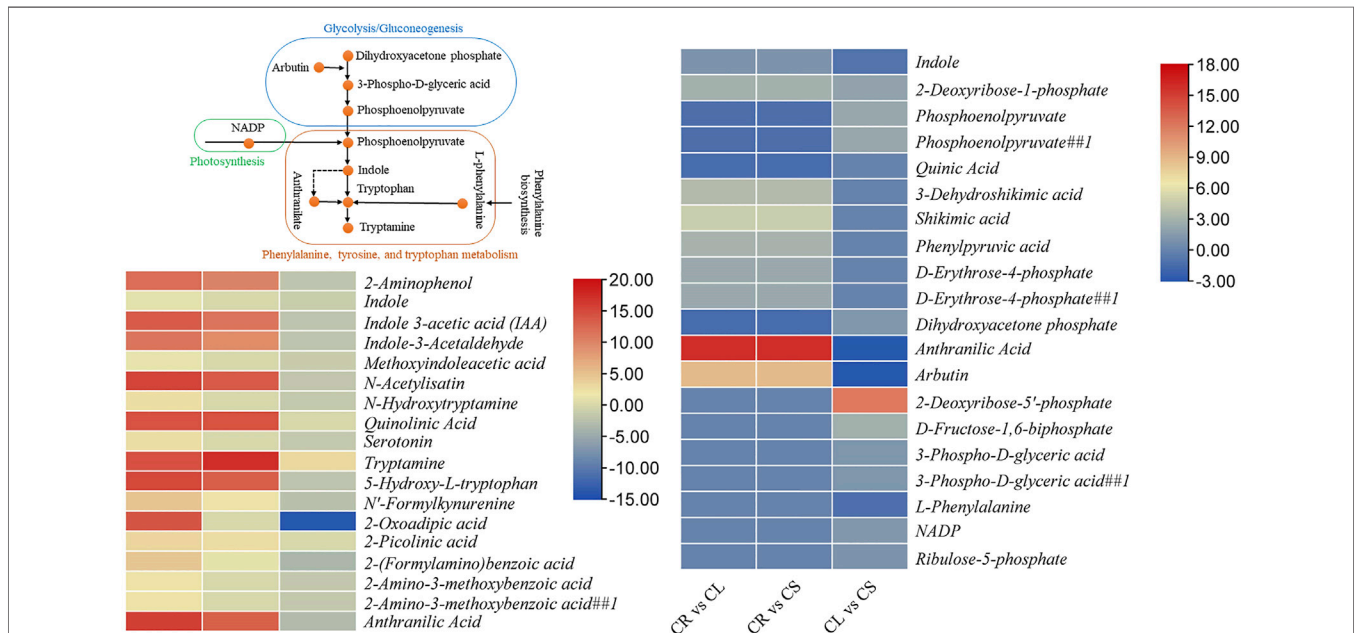 Glycolysis/Gluconeogenesis
Dihydroxyacetone phosphate
Arbutin
3-Phospho-D-glyceric acid
Phosphoenolpyruvate
NADP
Photosynthesis
Phosphoenolpyruvate
Indole
Tryptophan
Anthranilate
L-phenylalanine
Phenylalanine
biosynthesis
Tryptamine
Phenylalanine, tyrosine, and tryptophan metabolism
2-Aminophenol
Indole
Indole 3-acetic acid (IAA)
Indole-3-Acetaldehyde
Methoxyindoleacetic acid
N-Acetylisatin
N-Hydroxytryptamine
Quinolinic Acid
Serotonin
Tryptamine
5-Hydroxy-L-tryptophan
N'-Formylkynurenine
2-Oxoadipic acid
2-Picolinic acid
2-(Formylamino)benzoic acid
2-Amino-3-methoxybenzoic acid
2-Amino-3-methoxybenzoic acid##1
Anthranilic Acid
20.00
15.00
10.00
5.00
0.00
-5.00
-10.00
-15.00
Indole
2-Deoxyribose-1-phosphate
Phosphoenolpyruvate
Phosphoenolpyruvate##1
Quinic Acid
3-Dehydroshikimic acid
Shikimic acid
Phenylpyruvic acid
D-Erythrose-4-phosphate
D-Erythrose-4-phosphate##1
Dihydroxyacetone phosphate
Anthranilic Acid
Arbutin
2-Deoxyribose-5'-phosphate
D-Fructose-1,6-biphosphate
3-Phospho-D-glyceric acid
3-Phospho-D-glyceric acid##1
L-Phenylalanine
NADP
Ribulose-5-phosphate
18.00
15.00
12.00
9.00
6.00
3.00
0.00
-3.00
CR vs CL
CR vs CS
CL vs CS